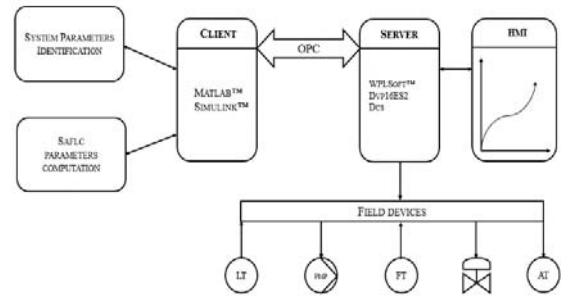 SYSTEM PARAMETERS
IDENTIFICATION
SAFLC
PARAMETERS
COMPUTATION
CLIENT
MATLAB™
SIMULINK™
OPC
SERVER
WPLSOFT™
DVP16ES2
DCS
HMI
FIELD DEVICES
LT
PMP
FT
AT